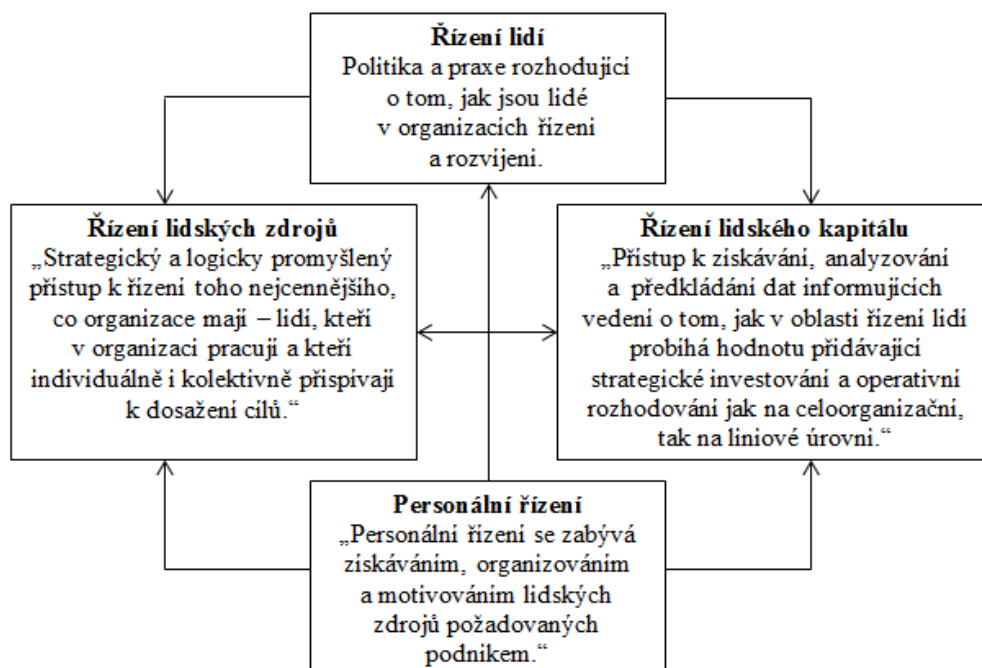 Řízení lidí
Politika a praxe rozhodující
o tom, jak jsou lidé
v organizacích řízeni
a rozvíjeni.
Řízení lidských zdrojů
„Strategický a logicky promyšlený
přístup k řízení toho nejcennějšího,
co organizace mají – lidí, kteří
v organizaci pracují a kteří
individuálně i kolektivně přispívají
k dosažení cílů.“
Řízení lidského kapitálu
„Přístup k získávání, analyzování
a předkládání dat informujících
vedení o tom, jak v oblasti řízení lidí
probíhá hodnotu přidávající
strategické investování a operativní
rozhodování jak na celoorganizační,
tak na liniové úrovni.“
Personální řízení
„Personální řízení se zabývá
získáváním, organizováním
a motivováním lidských
zdrojů požadovaných
podnikem.“